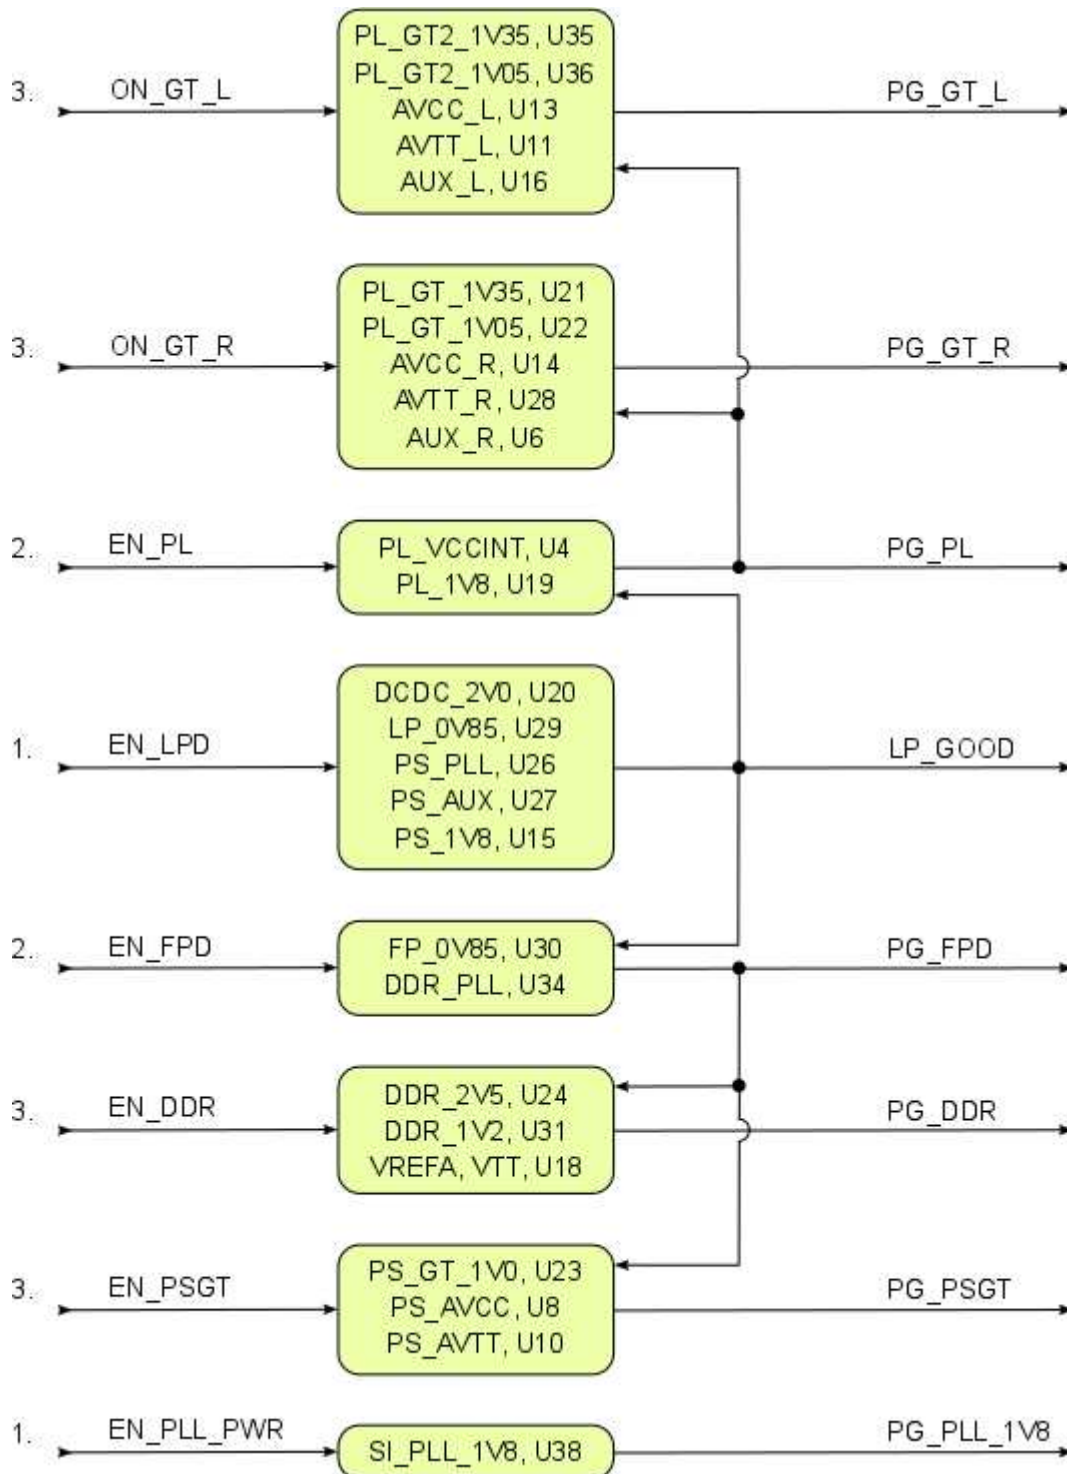 PL_GT2_1V35, U35
PL_GT2_1V05, U36
3. ON_GT_L
AVCC_L, U13
PG_GT_L
AVTT_L, U11
AUX_L, U16
PL_GT_1V35, U21
PL_GT_1V05, U22
3. ON_GT_R
AVCC_R, U14
PG_GT_R
AVTT_R, U28
AUX_R, U6
2. EN_PL
PL_VCCINT, U4
PG_PL
PL_1V8, U19
DCDC_2V0, U20
LP_0V85, U29
1. EN_LPD
PS_PLL, U26
LP_GOOD
PS_AUX, U27
PS_1V8, U15
2. EN_FPD
FP_0V85, U30
PG_FPD
DDR_PLL, U34
DDR_2V5, U24
3. EN_DDR
DDR_1V2, U31
PG_DDR
VREFA, VTT, U18
PS_GT_1V0, U23
3. EN_PSGT
PS_AVCC, U8
PG_PSGT
PS_AVTT, U10
1. EN_PLL_PWR
SI_PLL_1V8, U38
PG_PLL_1V8